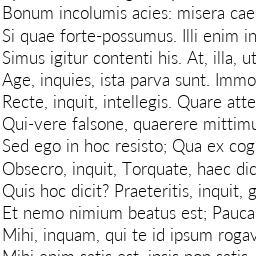 Bonum incolumis acies: misera cae
Si quae forte-possumus. Illi enim in
Simus igitur contenti his. At, illa, ut
Age, inquies, ista parva sunt. Immo
Recte, inquit, intellegis. Quare atte
Qui-vere falsone, quaerere mittimu
Sed ego in hoc resisto; Qua ex cog
Obsecro, inquit, Torquate, haec dic
Quis hoc dicit? Praeteritis, inquit, g
Et nemo nimium beatus est; Pauca
Mihi, inquam, qui te id ipsum rogav